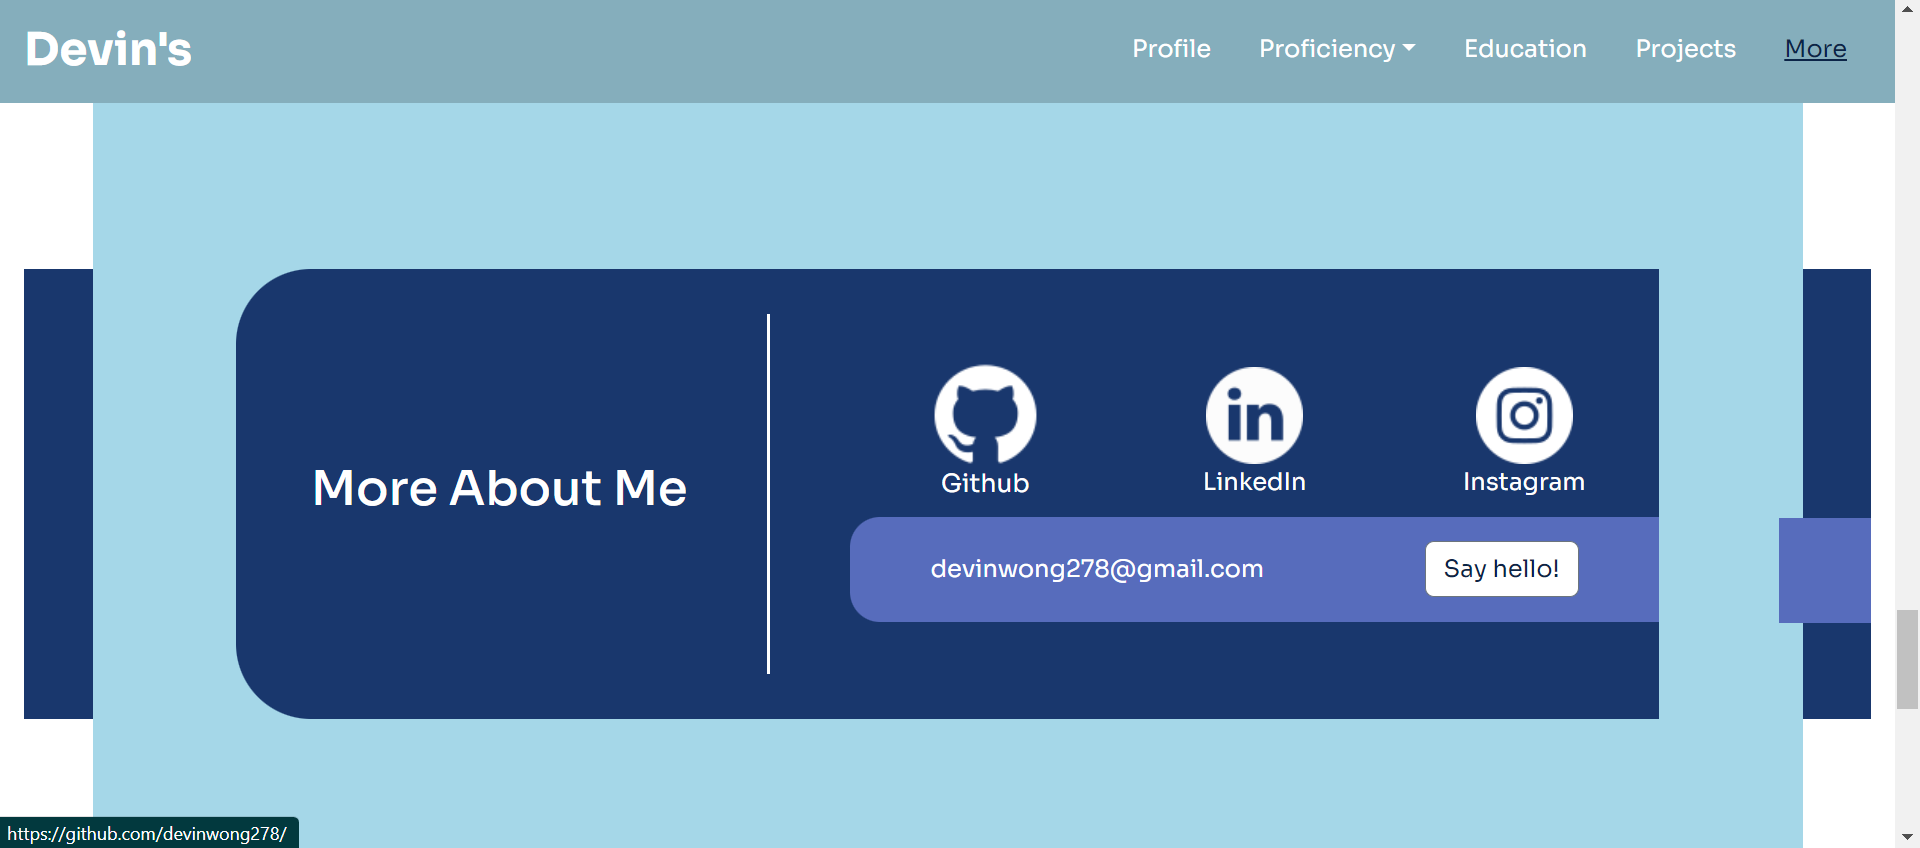 Devin's
Profile
Proficiency
Education
Projects
More
More About Me
Github
LinkedIn
Instagram
devinwong278@gmail.com
Say hello!
https://github.com/devinwong278/